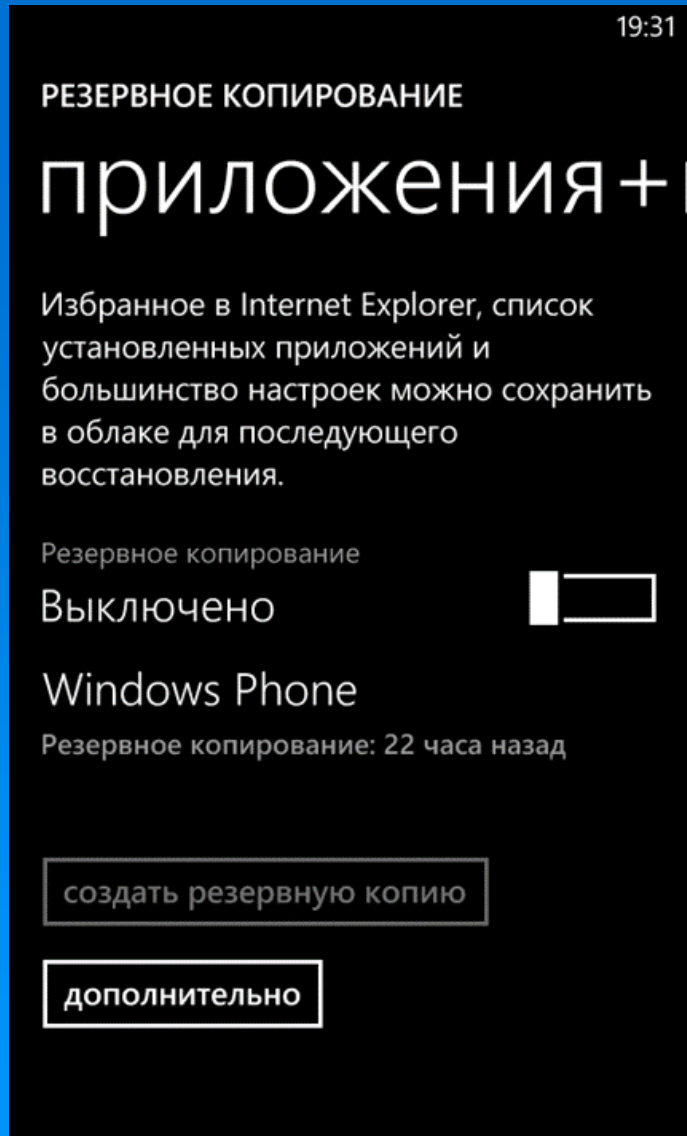 19:31
РЕЗЕРВНОЕ КОПИРОВАНИЕ
приложения+
Избранное в Internet Explorer, список
установленных приложений и
большинство настроек можно сохранить
в облаке для последующего
восстановления.
Резервное копирование
Выключено
Windows Phone
Резервное копирование: 22 часа назад
создать резервную копию
дополнительно